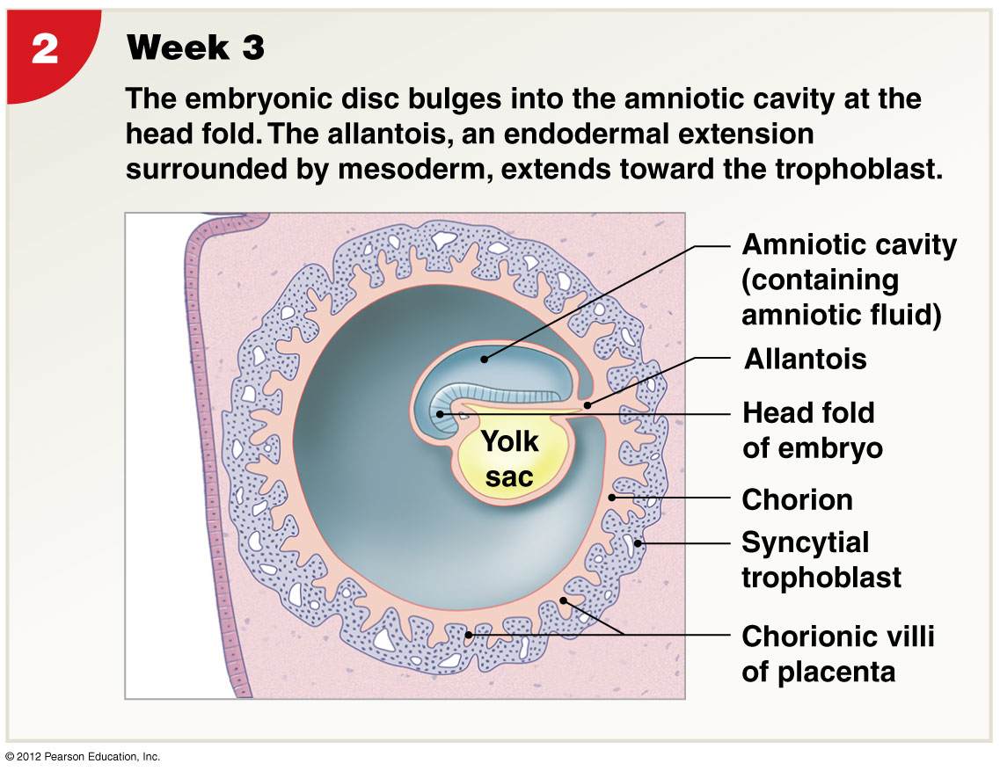 2
Week 3
The embryonic disc bulges into the amniotic cavity at the
head fold. The allantois, an endodermal extension
surrounded by mesoderm, extends toward the trophoblast.
Amniotic cavity
(containing
amniotic fluid)
Allantois
Head fold
of embryo
Yolk
sac
Chorion
Syncytial
trophoblast
Chorionic villi
of placenta
© 2012 Pearson Education, Inc.